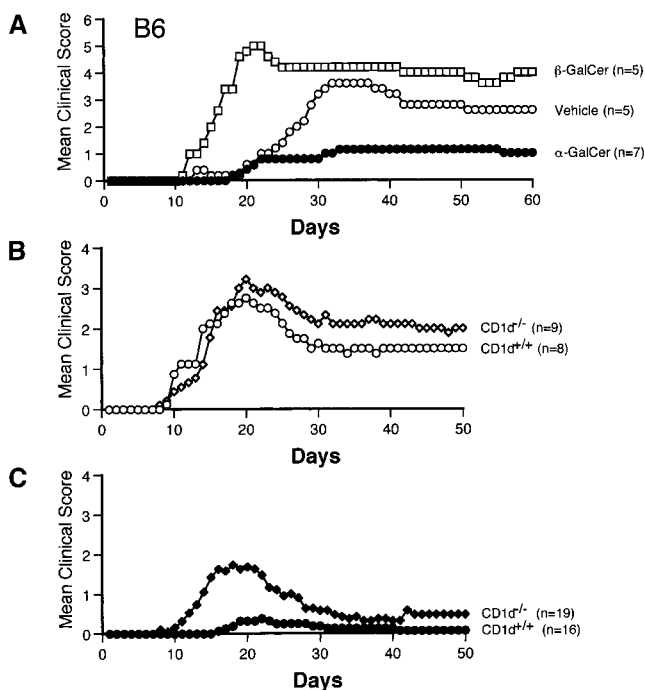 A
B6
Mean Clinical Score
6
5
4
3
2
1
0
β-GalCer (n=5)
Vehicle (n=5)
α-GalCer (n=7)
0 10 20 30 40 50 60
Days
B
Mean Clinical Score
4
3
2
1
0
CD1d-/- (n=9)
CD1d+/+ (n=8)
0 10 20 30 40 50
Days
C
Mean Clinical Score
4
3
2
1
0
CD1d-/- (n=19)
CD1d+/+ (n=16)
0 10 20 30 40 50
Days